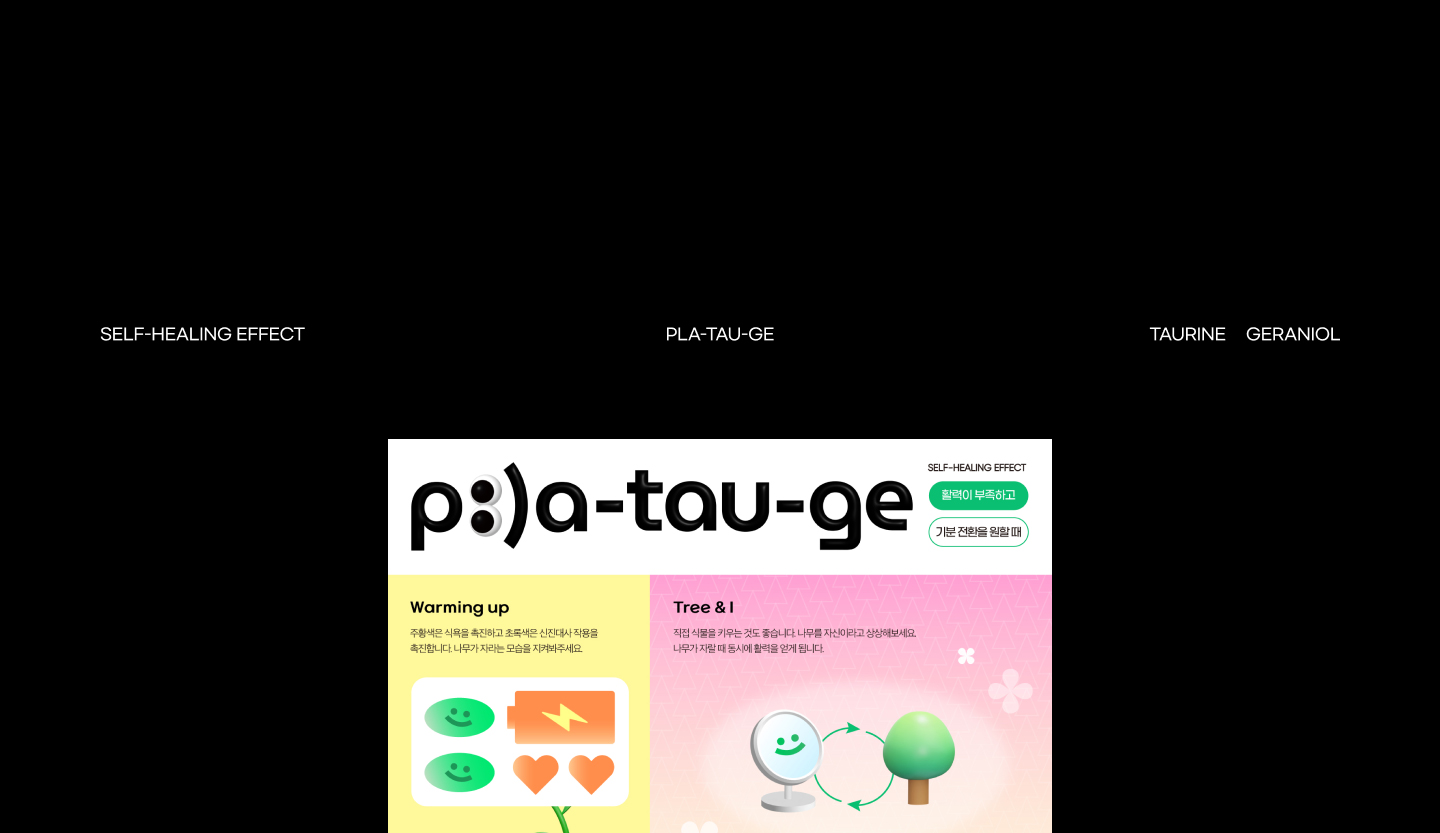 SELF-HEALING EFFECT
PLA-TAU-GE
TAURINE GERANIOL
p8)a-tau-ge
SELF-HEALING EFFECT
활력이 부족하고
기분 전환을 원할 때
Warming up
주황색은 식욕을 촉진하고 초록색은 신진대사 작용을
촉진합니다. 나무가 자라는 모습을 지켜봐주세요.
Tree & I
직접 식물을 키우는 것도 좋습니다. 나무를 자신이라고 상상해보세요.
나무가 자랄 때 동시에 활력을 얻게 됩니다.